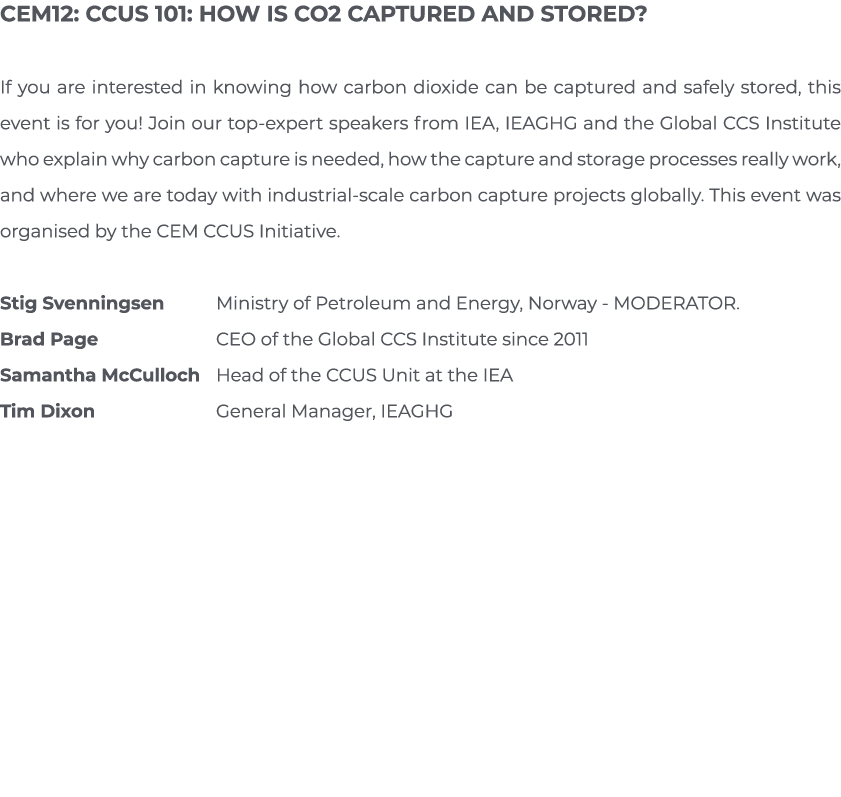 CEM12: CCUS 101: HOW IS CO2 CAPTURED AND STORED?
If you are interested in knowing how carbon dioxide can be captured and safely stored, this
event is for you! Join our top-expert speakers from IEA, IEAGHG and the Global CCS Institute
who explain why carbon capture is needed, how the capture and storage processes really work,
and where we are today with industrial-scale carbon capture projects globally. This event was
organised by the CEM CCUS Initiative.
Stig Svenningsen Ministry of Petroleum and Energy, Norway - MODERATOR.
Brad Page CEO of the Global CCS Institute since 2011
Samantha McCulloch Head of the CCUS Unit at the IEA
Tim Dixon General Manager, IEAGHG